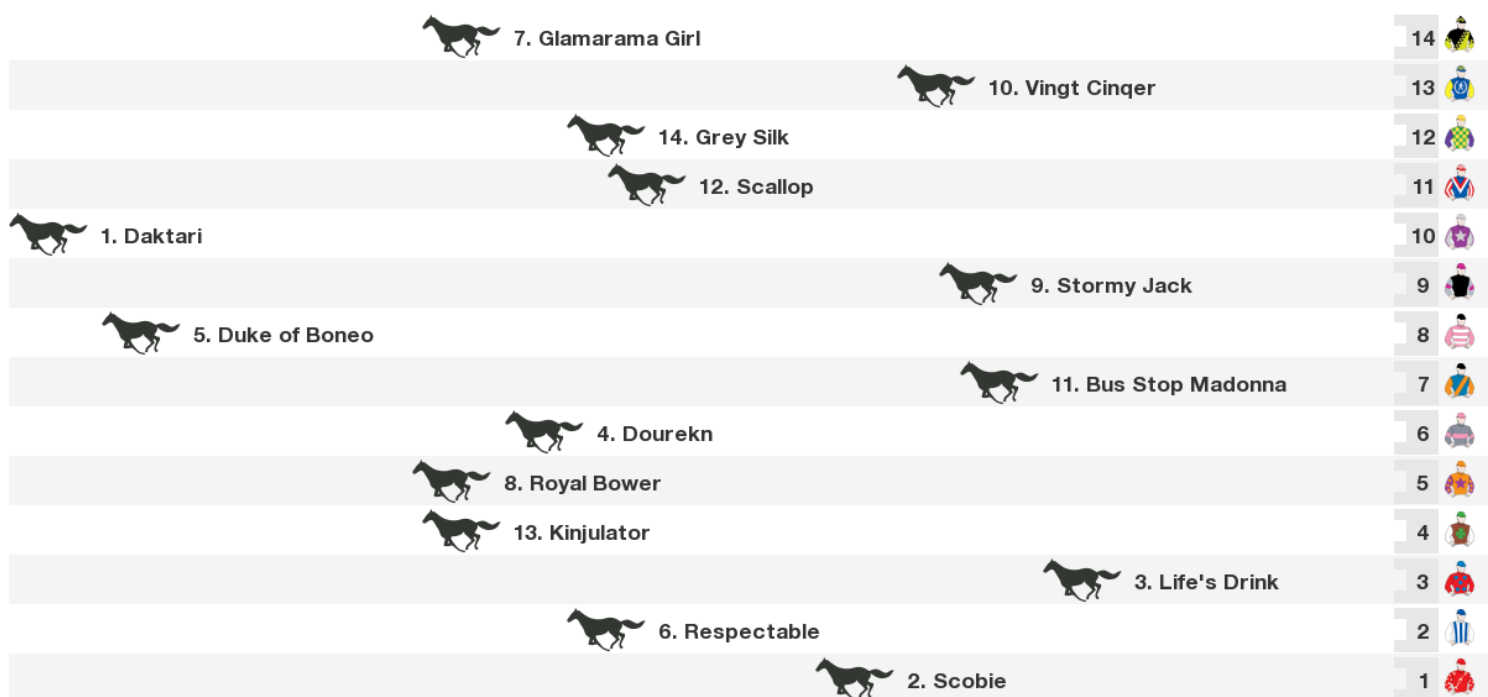 7. Glamarama Girl 14
10. Vingt Cinqer 13
14. Grey Silk 12
12. Scallop 11
1. Daktari 10
9. Stormy Jack 9
5. Duke of Boneo 8
11. Bus Stop Madonna 7
4. Dourekn 6
8. Royal Bower 5
13. Kinjulator 4
3. Life's Drink 3
6. Respectable 2
2. Scobie 1